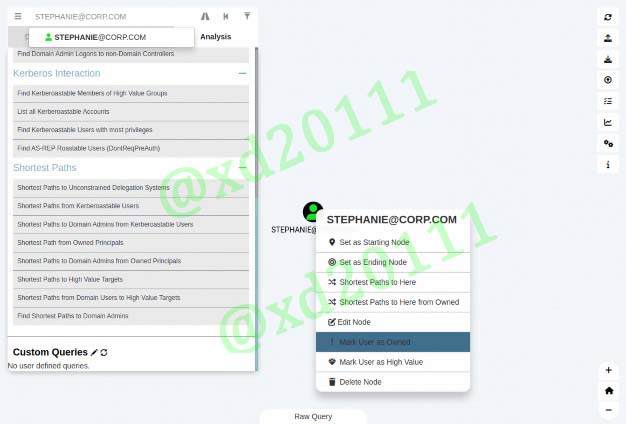 STEPHANIE@CORP.COM
STEPHANIE@CORP.COM
Analysis
Find Domain Admin Logons to non-Domain Controllers
Kerberos Interaction
Find Kerberoastable Members of High Value Groups
List all Kerberoastable Accounts
Find Kerberoastable Users with most privileges
Find AS-REP Roastable Users (DontReqPreAuth)
Shortest Paths
Shortest Paths to Unconstrained Delegation Systems
Shortest Paths from Kerberoastable Users
Shortest Paths to Domain Admins from Kerberoastable Users
Shortest Path from Owned Principals
Shortest Paths to Domain Admins from Owned Principals
Shortest Paths to High Value Targets
Shortest Paths from Domain Users to High Value Targets
Find Shortest Paths to Domain Admins
Custom Queries
No user defined queries.
STEPHANIE@
STEPHANIE@CORP.COM
Set as Starting Node
Set as Ending Node
Shortest Paths to Here
Shortest Paths to Here from Owned
Edit Node
Mark User as Owned
Mark User as High Value
Delete Node
Raw Query
@xd20111
@xd20111